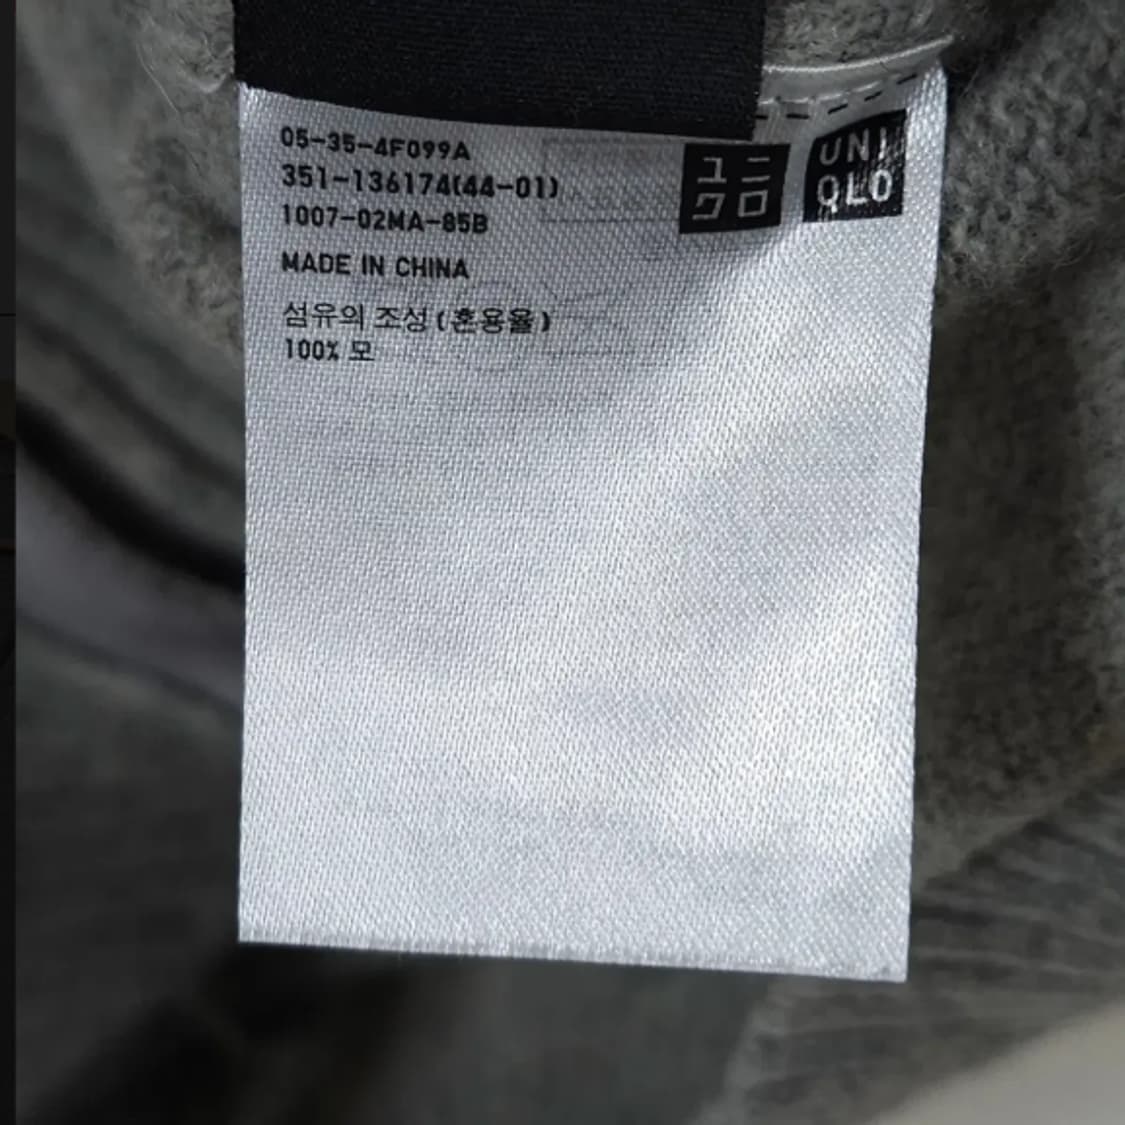 05-35-4F099A
351-136174(44-01)
1007-02MA-85B
MADE IN CHINA
섬유의 조성 (혼용율)
100% 모
ユニ
クロ
UNI
QLO